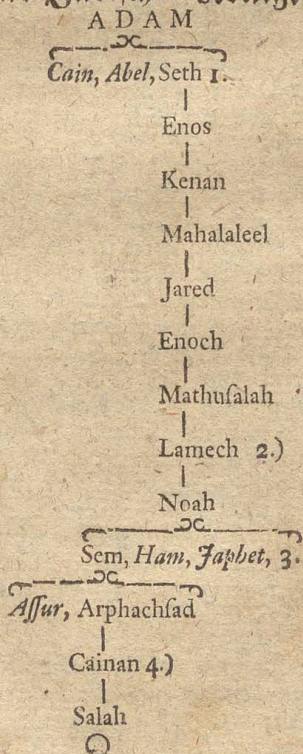 ADAM
Cain, Abel, Seth 1.
Enos
Kenan
Mahalaleel
Jared
Enoch
Mathuſalah
Lamech 2.)
Noah
Sem, Ham, Japhet, 3.
Aſſur, Arphachſad
Cainan 4.)
Salah